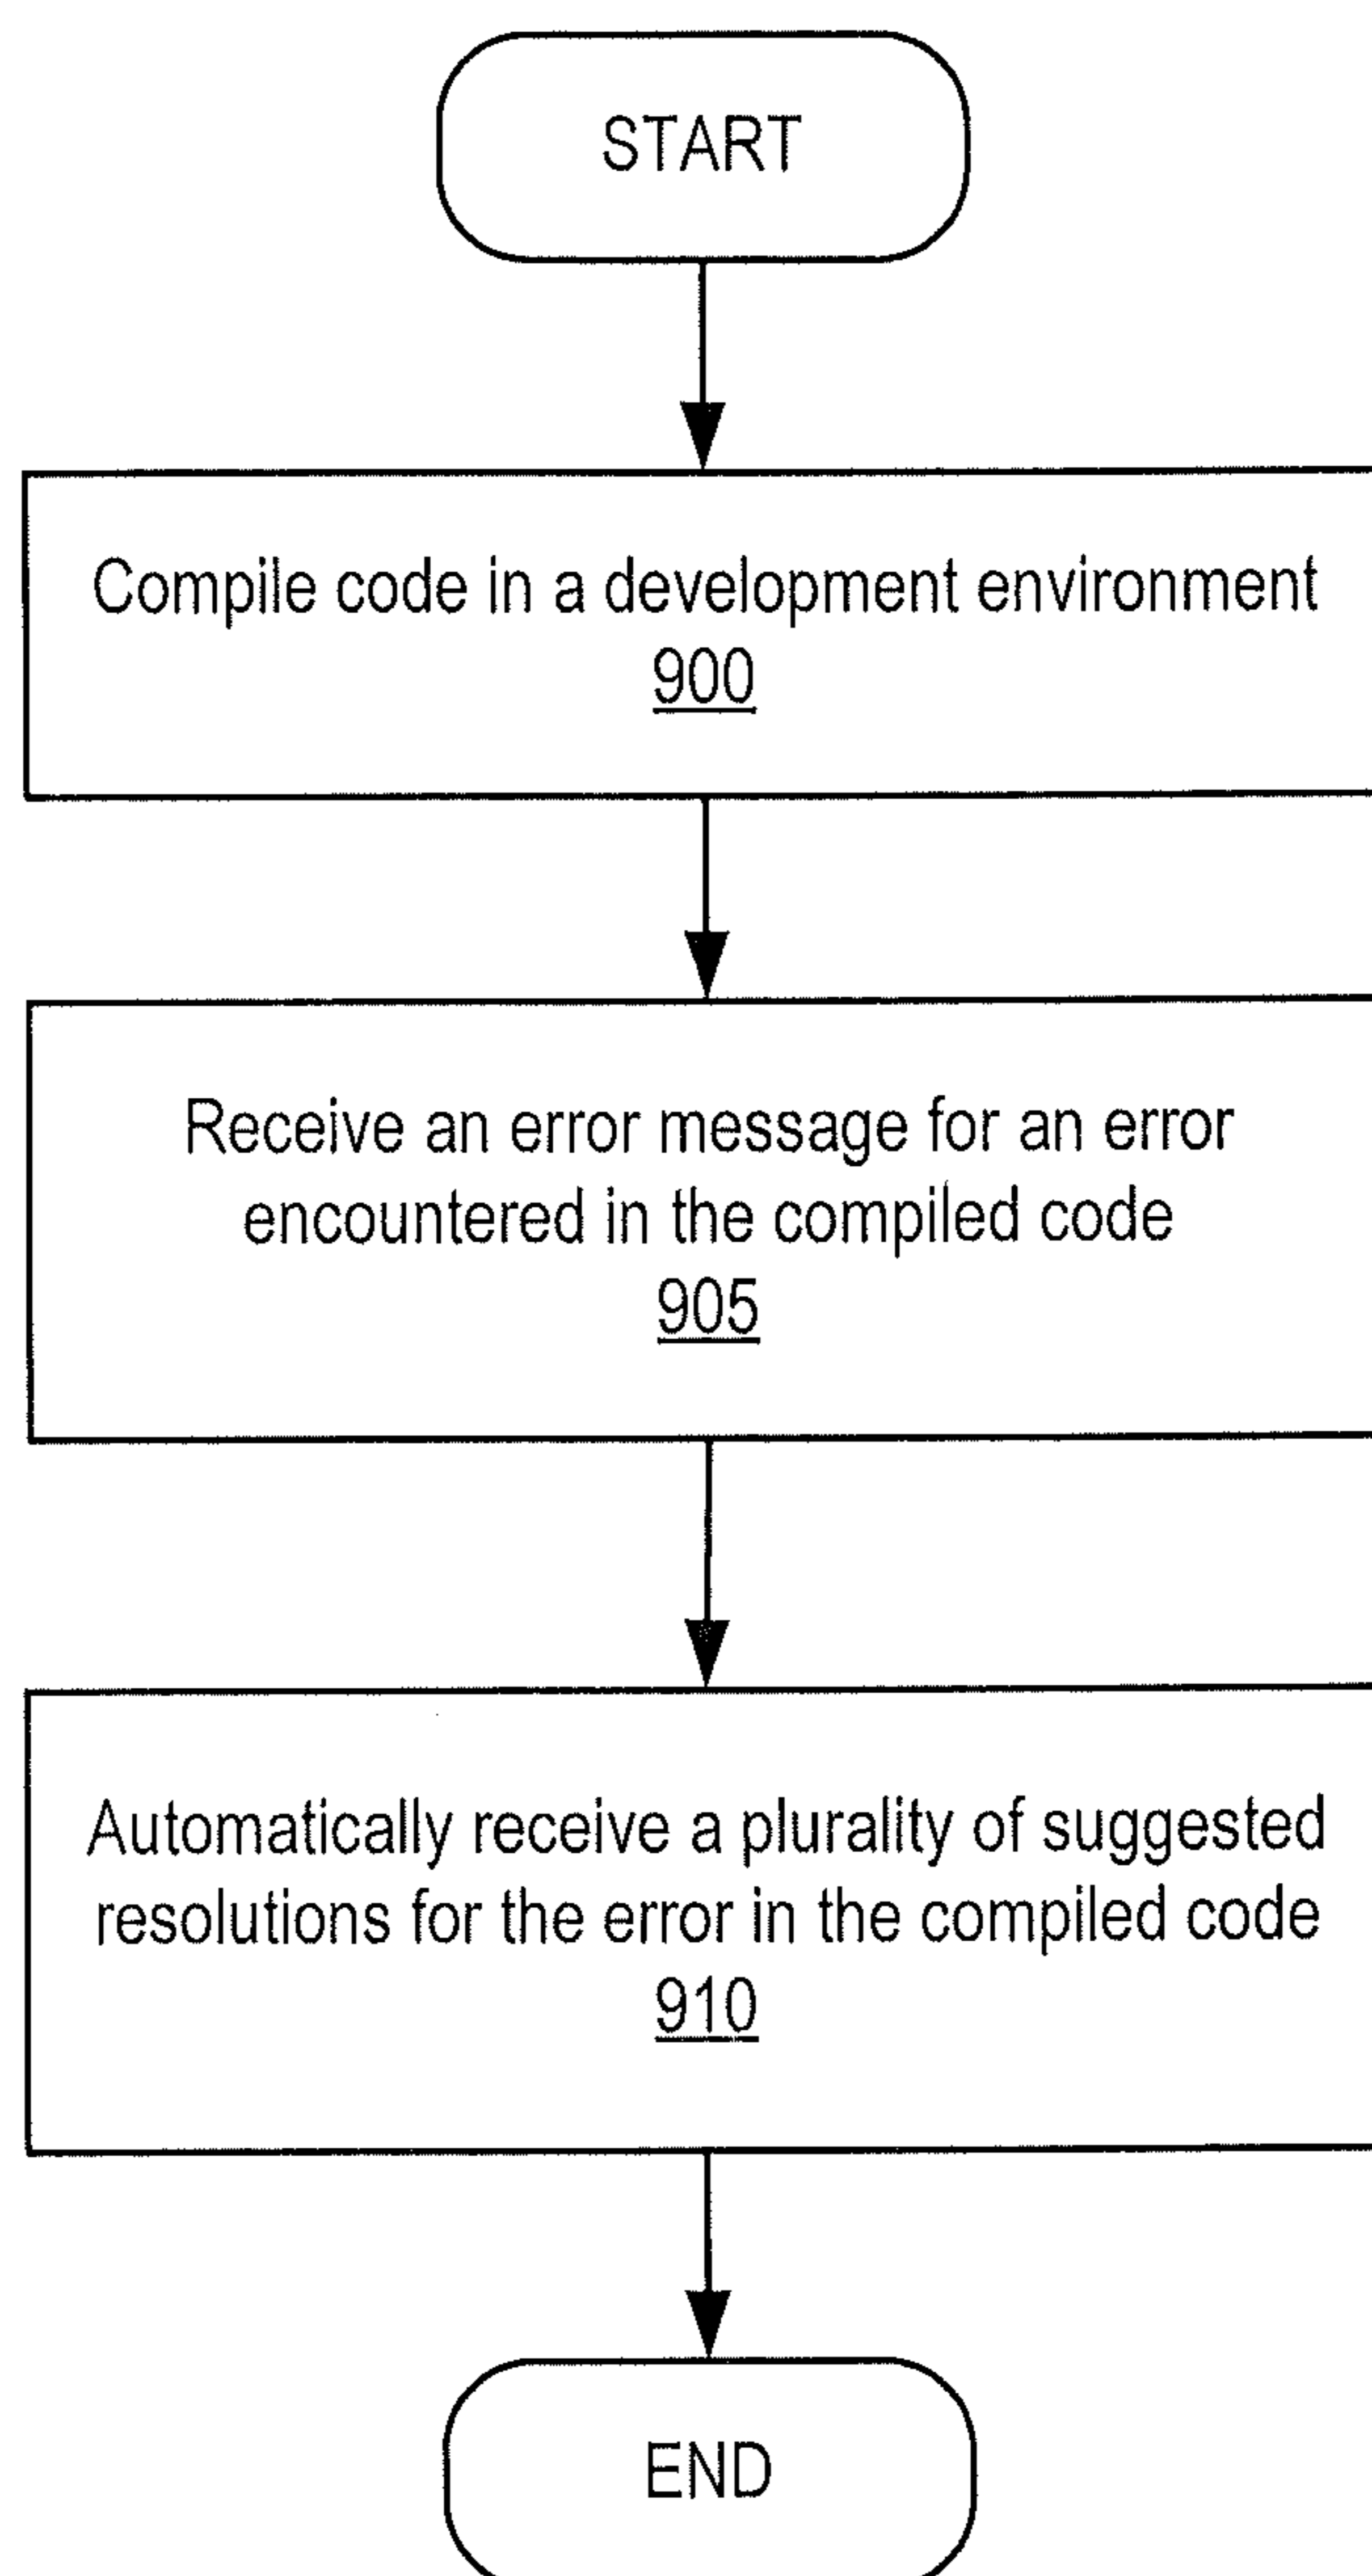 START
Compile code in a development environment
900
Receive an error message for an error
encountered in the compiled code
905
Automatically receive a plurality of suggested
resolutions for the error in the compiled code
910
END